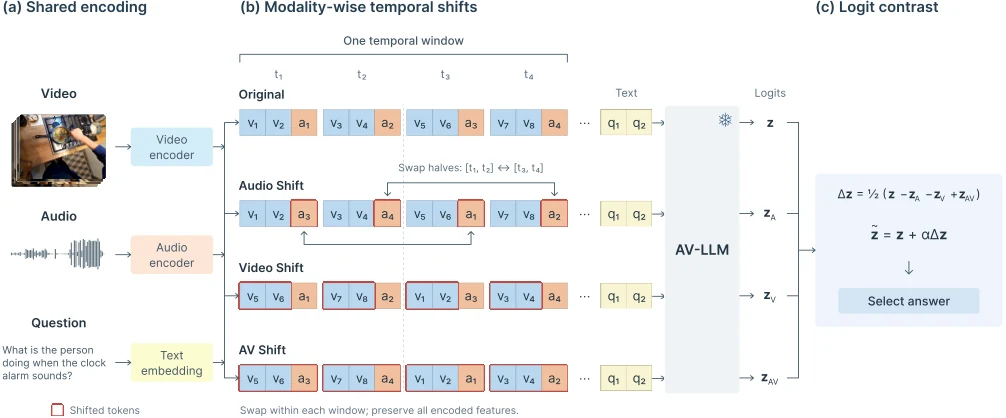 (a) Shared encoding
(b) Modality-wise temporal shifts
(c) Logit contrast
One temporal window
t₁ t₂ t₃ t₄
Video
Video
encoder
Audio
Audio
encoder
Question
What is the person
doing when the clock
alarm sounds?
Text
embedding
Original
v₁ v₂ a₁ v₃ v₄ a₂ v₅ v₆ a₃ v₇ v₈ a₄ ...
Swap halves: [t₁, t₂] ↔ [t₃, t₄]
Audio Shift
v₁ v₂ a₃ v₃ v₄ a₄ v₅ v₆ a₁ v₇ v₈ a₂ ...
Video Shift
v₅ v₆ a₁ v₇ v₈ a₂ v₁ v₂ a₃ v₃ v₄ a₄ ...
AV Shift
v₅ v₆ a₃ v₇ v₈ a₄ v₁ v₂ a₁ v₃ v₄ a₂ ...
Text
q₁ q₂
q₁ q₂
q₁ q₂
q₁ q₂
AV-LLM
Logits
z
z_A
z_V
z_AV
Δz = ½ (z − z_A − z_V + z_AV)
z̃ = z + αΔz
Select answer
Shifted tokens
Swap within each window; preserve all encoded features.